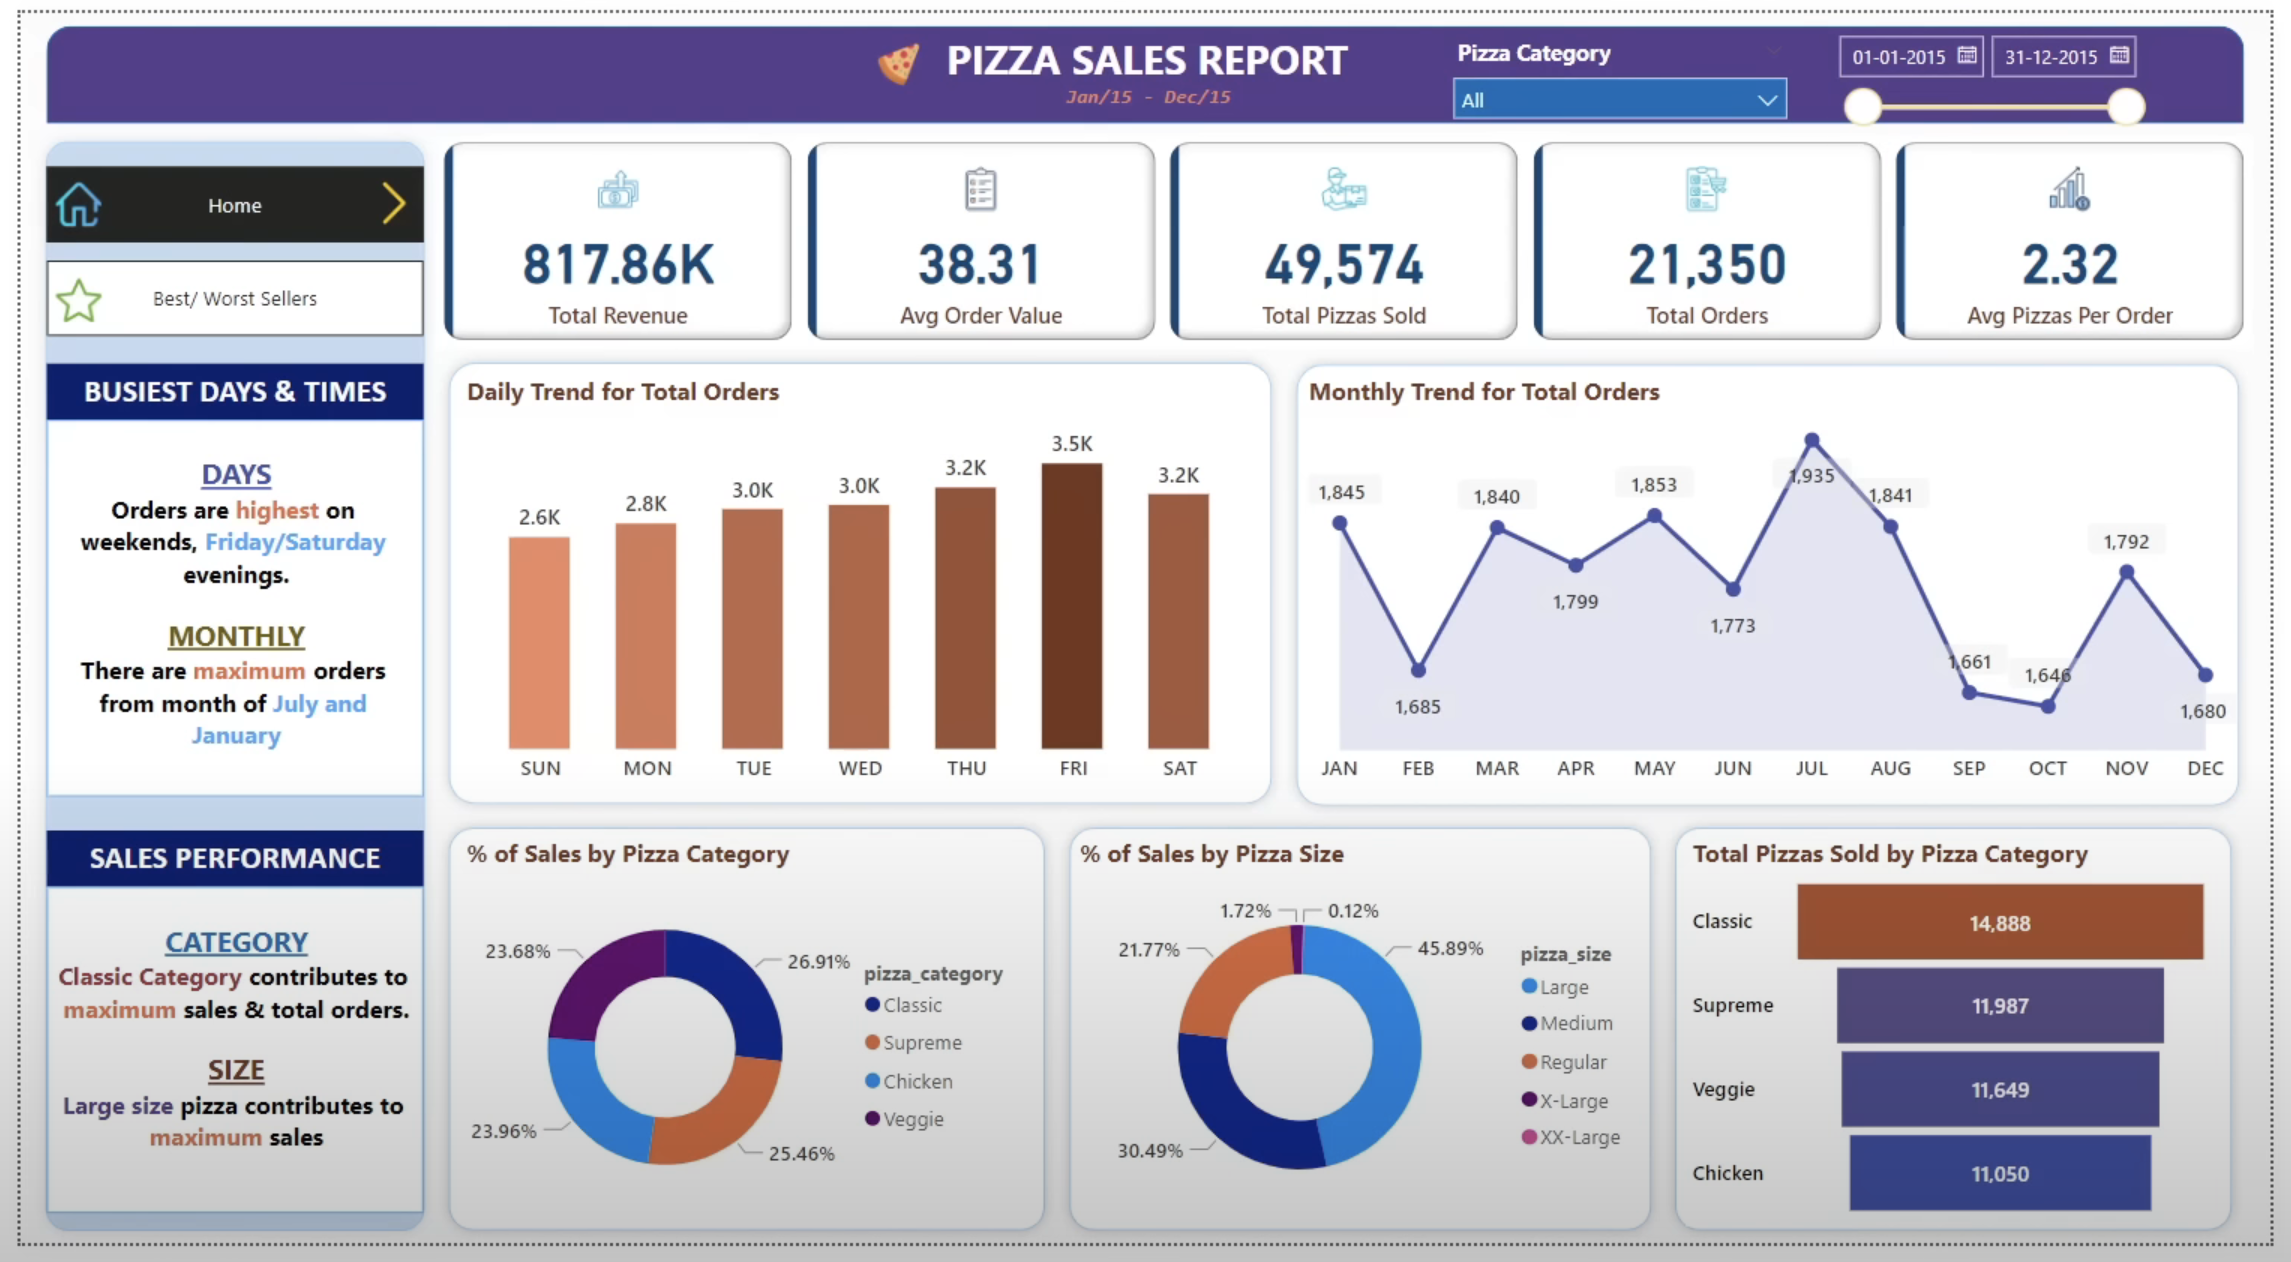 PIZZA SALES REPORT
Jan/15 - Dec/15
Pizza Category
All
01-01-2015
31-12-2015
Home
Best/ Worst Sellers
817.86K
Total Revenue
38.31
Avg Order Value
49,574
Total Pizzas Sold
21,350
Total Orders
2.32
Avg Pizzas Per Order
BUSIEST DAYS & TIMES
DAYS
Orders are highest on
weekends, Friday/Saturday
evenings.
MONTHLY
There are maximum orders
from month of July and
January
SALES PERFORMANCE
CATEGORY
Classic Category contributes to
maximum sales & total orders.
SIZE
Large size pizza contributes to
maximum sales
Daily Trend for Total Orders
2.6K
2.8K
3.0K
3.0K
3.2K
3.5K
3.2K
SUN MON TUE WED THU FRI SAT
Monthly Trend for Total Orders
1,845
1,685
1,840
1,799
1,853
1,773
1,935
1,841
1,661
1,646
1,792
1,680
JAN FEB MAR APR MAY JUN JUL AUG SEP OCT NOV DEC
% of Sales by Pizza Category
23.68%
26.91%
23.96%
25.46%
pizza_category
Classic
Supreme
Chicken
Veggie
% of Sales by Pizza Size
1.72%
0.12%
21.77%
45.89%
30.49%
pizza_size
Large
Medium
Regular
X-Large
XX-Large
Total Pizzas Sold by Pizza Category
Classic 14,888
Supreme 11,987
Veggie 11,649
Chicken 11,050